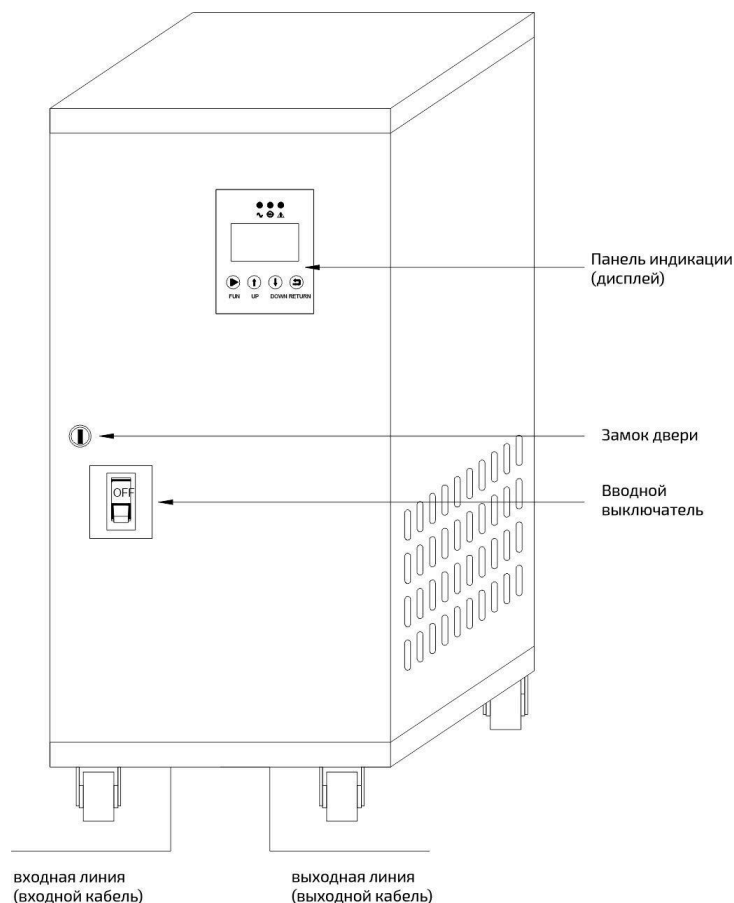 Панель индикации
(дисплей)
FUN UP DOWN RETURN
Замок двери
OFF
Вводной
выключатель
входная линия
(входной кабель)
выходная линия
(выходной кабель)